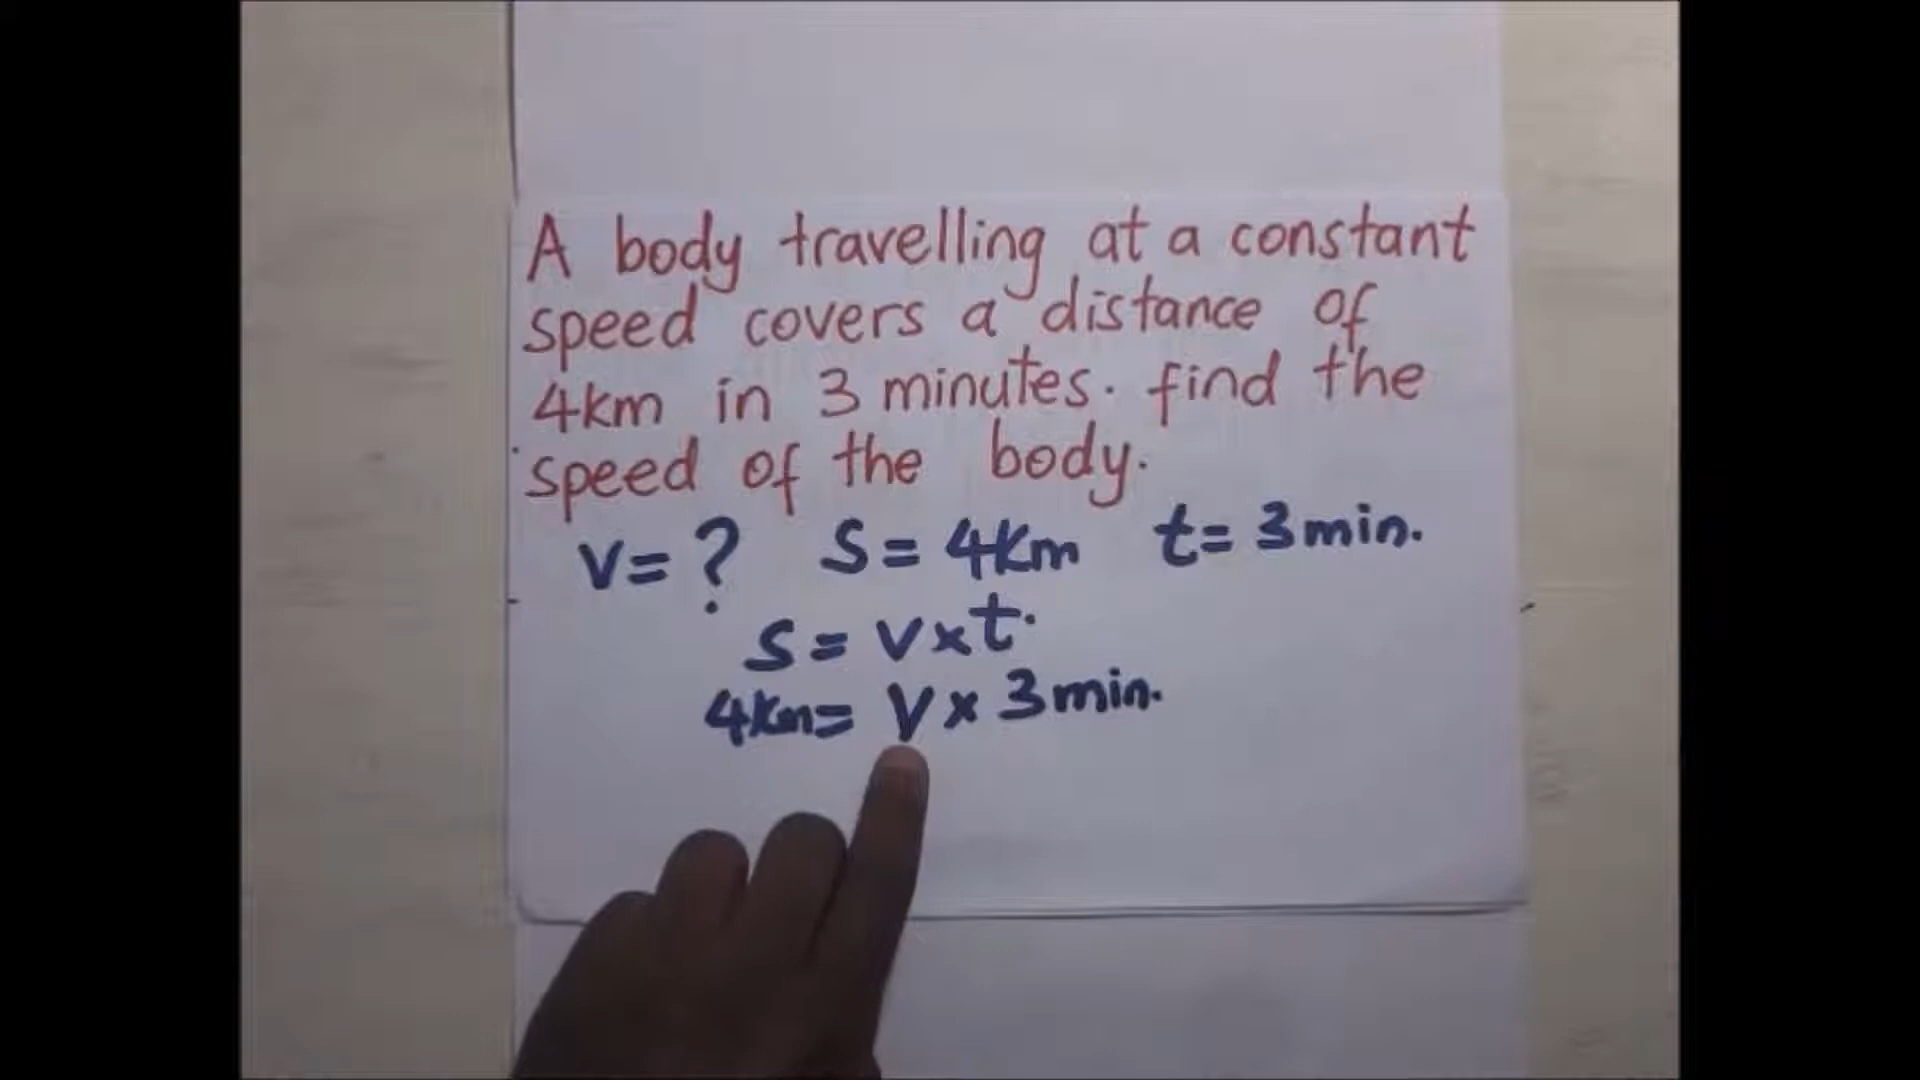 A body travelling at a constant
speed covers a distance of
4km in 3 minutes. find the
speed of the body.
V= ? S= 4Km t= 3min.
S= V×t.
4Km= V× 3min.